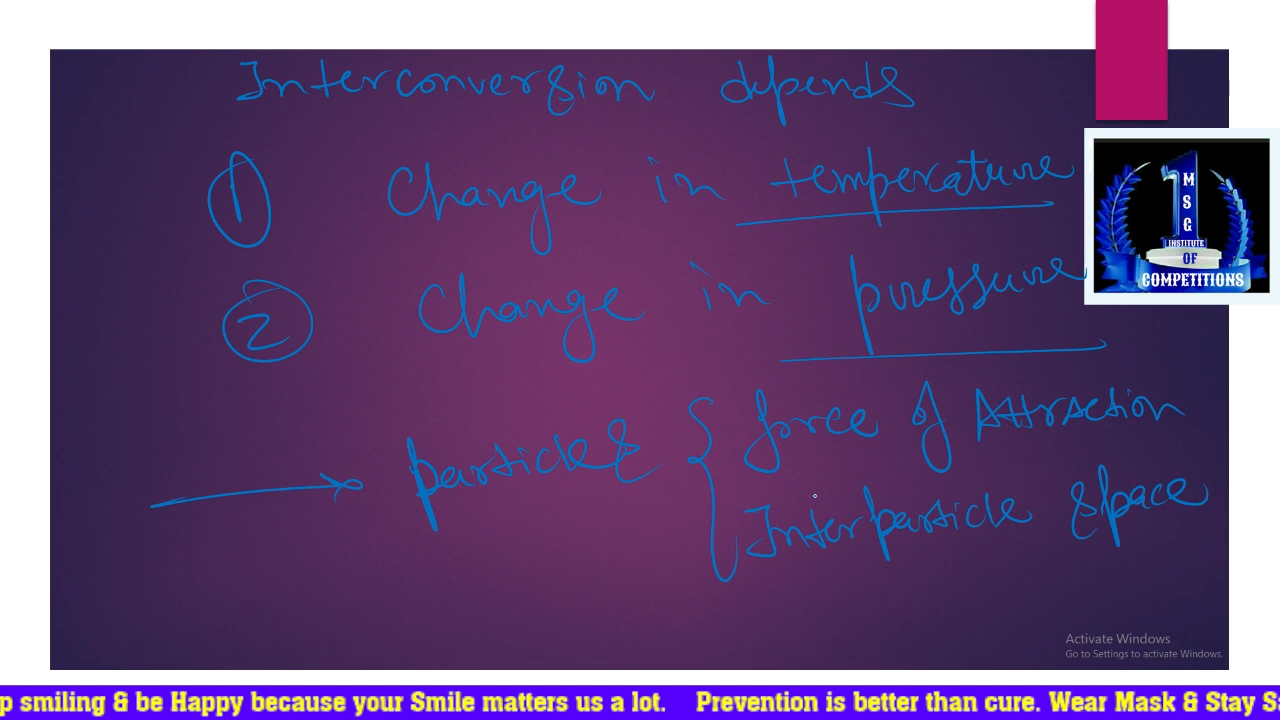 Interconversion depends
1 Change in temperature
2 Change in pressure
→ particles { force of Attraction
Interparticle space
1
MSG
INSTITUTE
OF
COMPETITIONS
Activate Windows
Go to Settings to activate Windows.
p smiling & be Happy because your Smile matters us a lot. Prevention is better than cure. Wear Mask & Stay S